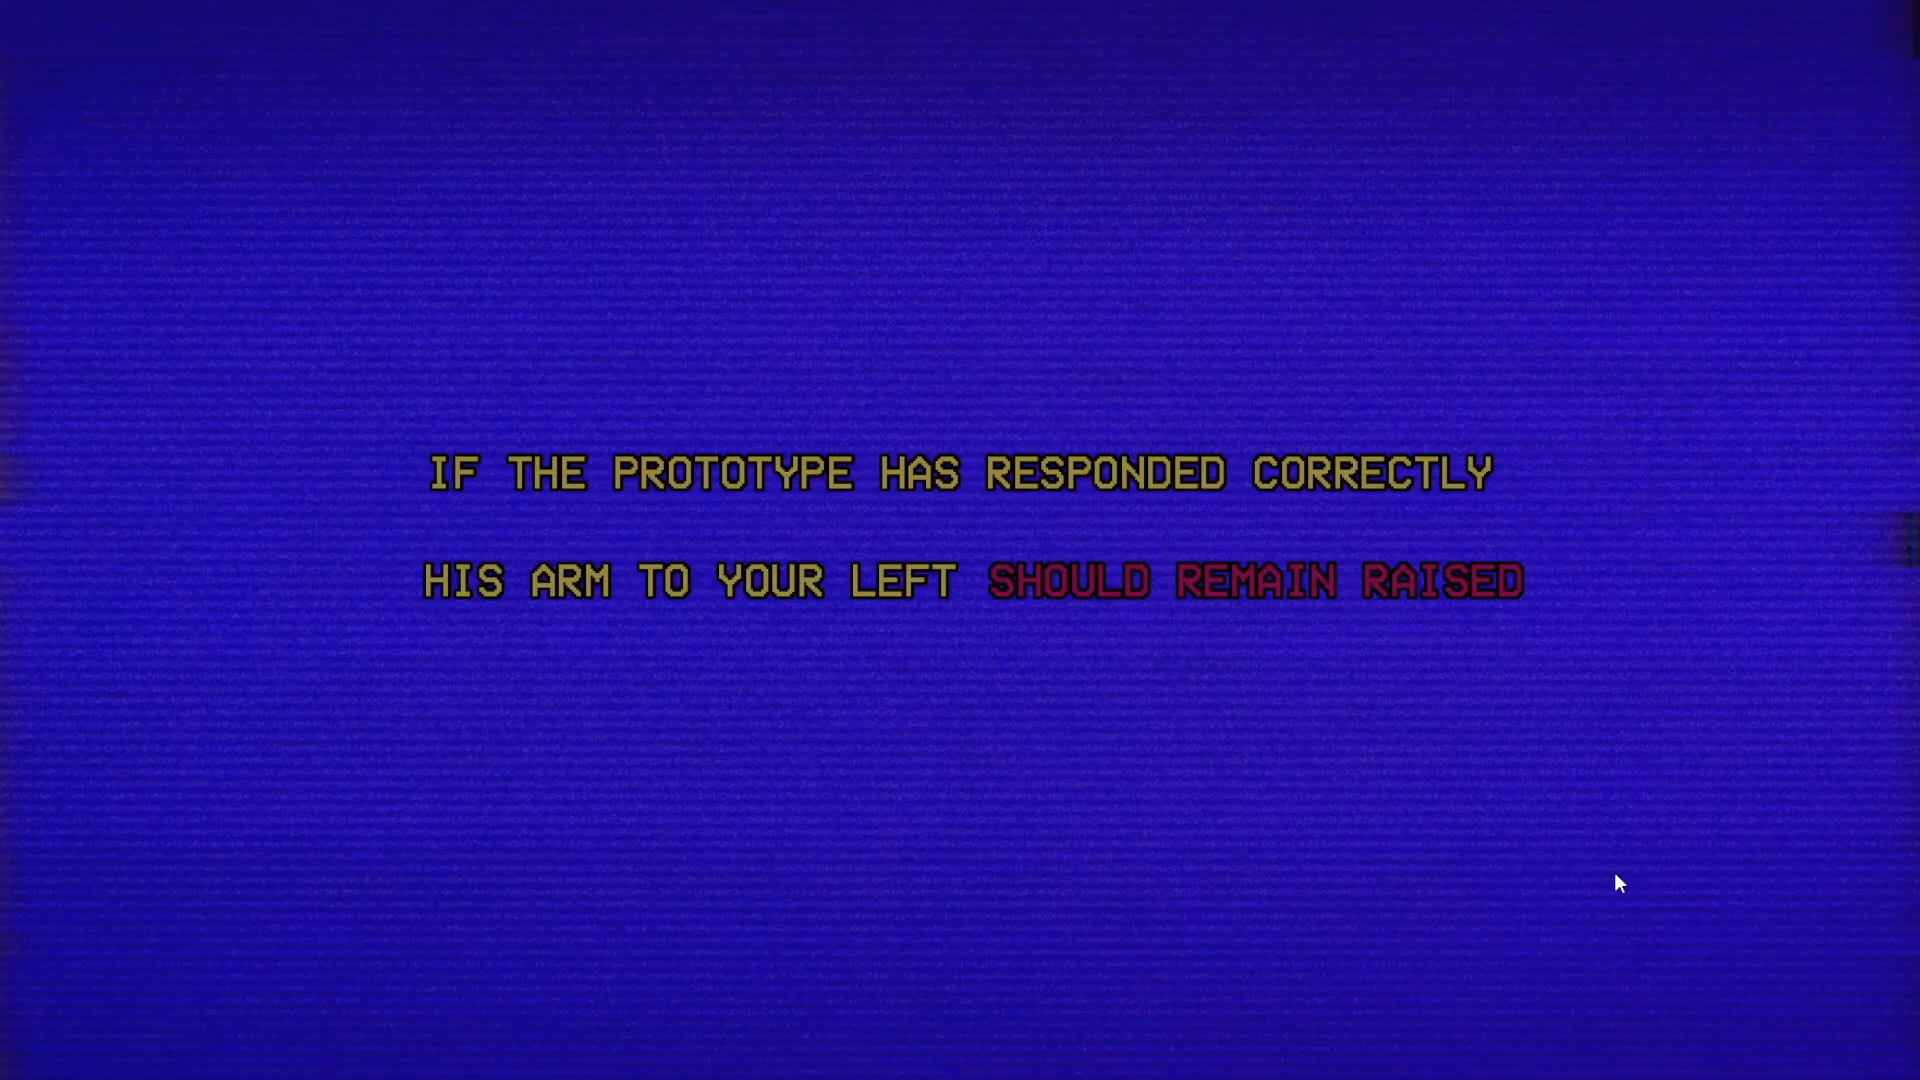 IF THE PROTOTYPE HAS RESPONDED CORRECTLY
HIS ARM TO YOUR LEFT SHOULD REMAIN RAISED